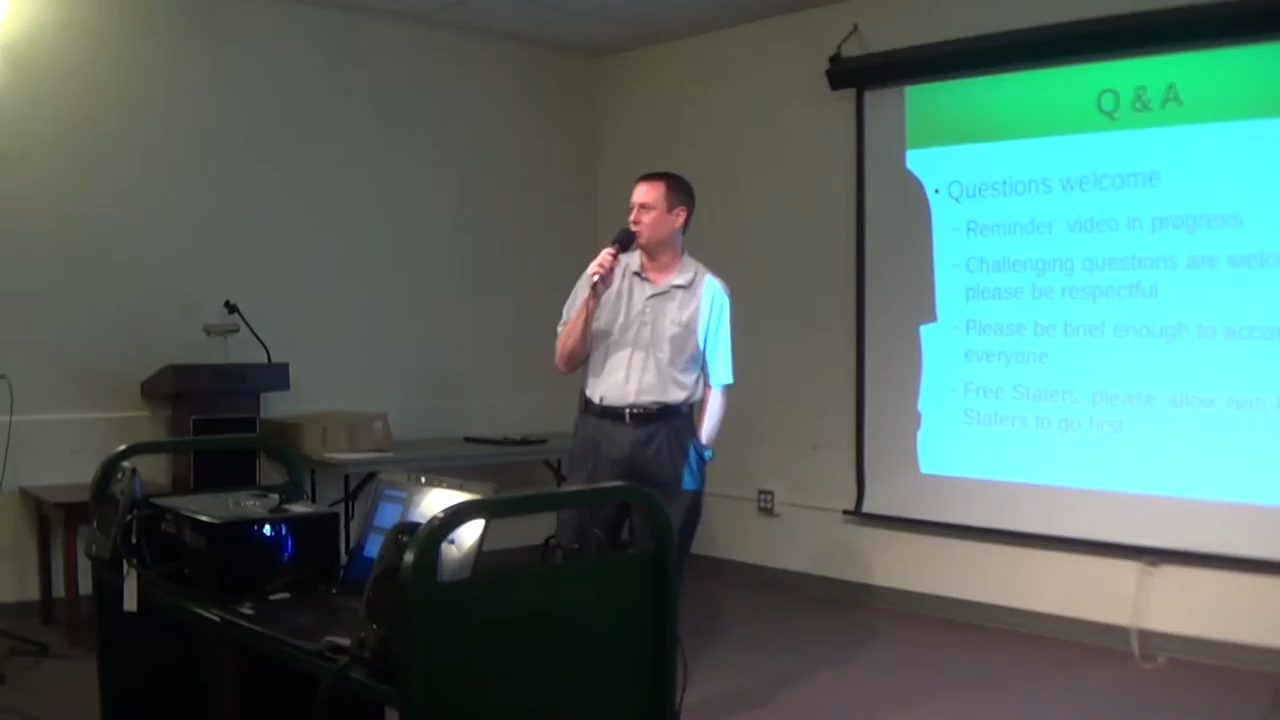 Q & A
• Questions welcome
– Reminder: video in progress
– Challenging questions are
please be respectful
– Please be brief enough to
everyone
– Free Staters: please allow non-
Staters to go first